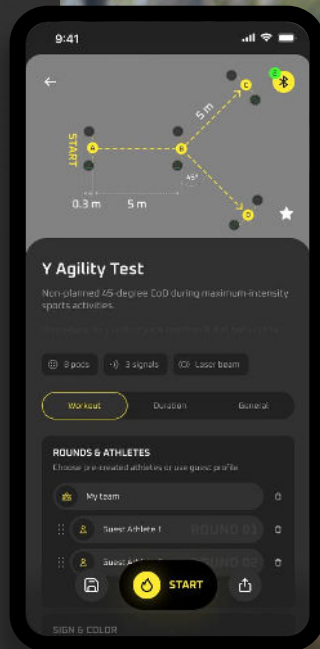 9:41
2
C
5 m
START
A
B
45°
0.3 m
5 m
D
Y Agility Test
Non-planned 45-degree CoD during maximum-intensity
sports activities.
8 pods
3 signals
Laser beam
Workout
Duration
General
ROUNDS & ATHLETES
Choose pre-created athletes or use guest profile
My team
Guest Athlete 1
ROUND 01
Guest
ROUND 02
START
SIGN & COLOR